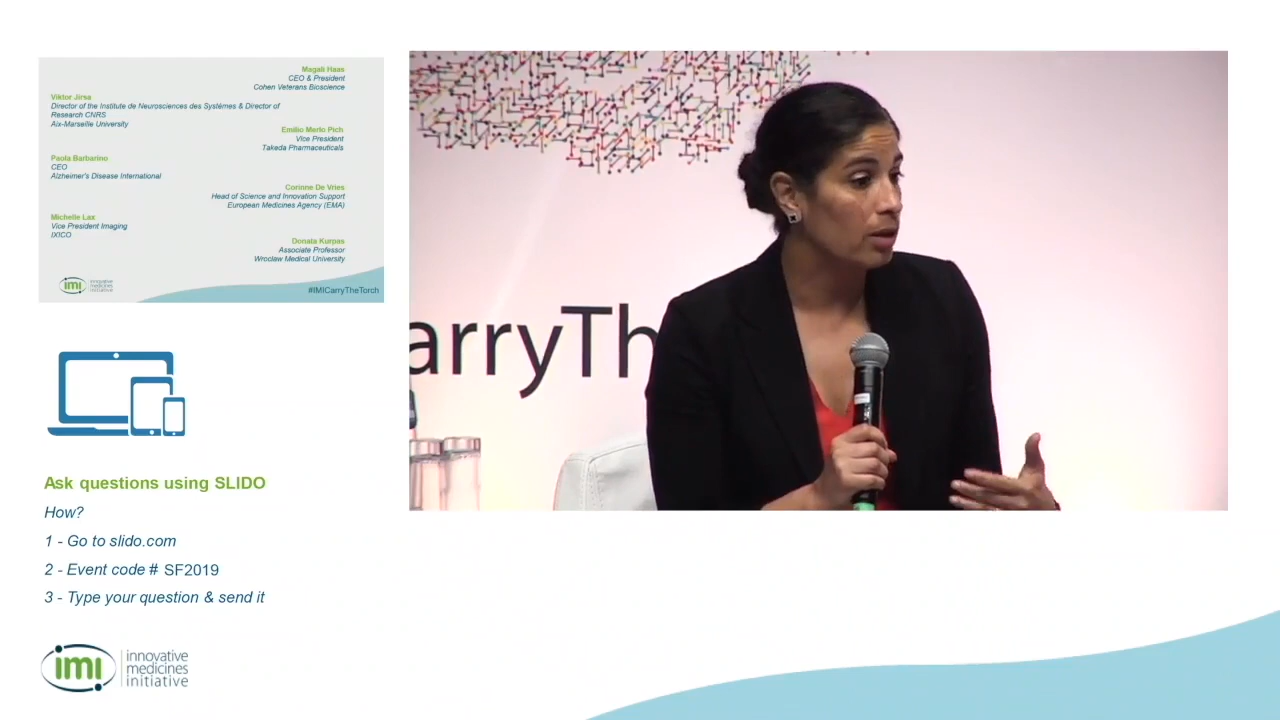 Magali Haas
CEO & President
Cohen Veterans Bioscience
Viktor Jirsa
Director of the Institute de Neurosciences des Systèmes & Director of
Research CNRS
Aix-Marseille University
Emilio Merlo Pich
Vice President
Takeda Pharmaceuticals
Paola Barbarino
CEO
Alzheimer's Disease International
Corinne De Vries
Head of Science and Innovation Support
European Medicines Agency (EMA)
Michelle Lax
Vice President Imaging
IXICO
Donata Kurpas
Associate Professor
Wroclaw Medical University
imi
innovative
medicines
initiative
#IMICarryTheTorch
arryTh
Ask questions using SLIDO
How?
1 - Go to slido.com
2 - Event code # SF2019
3 - Type your question & send it
imi
innovative
medicines
initiative